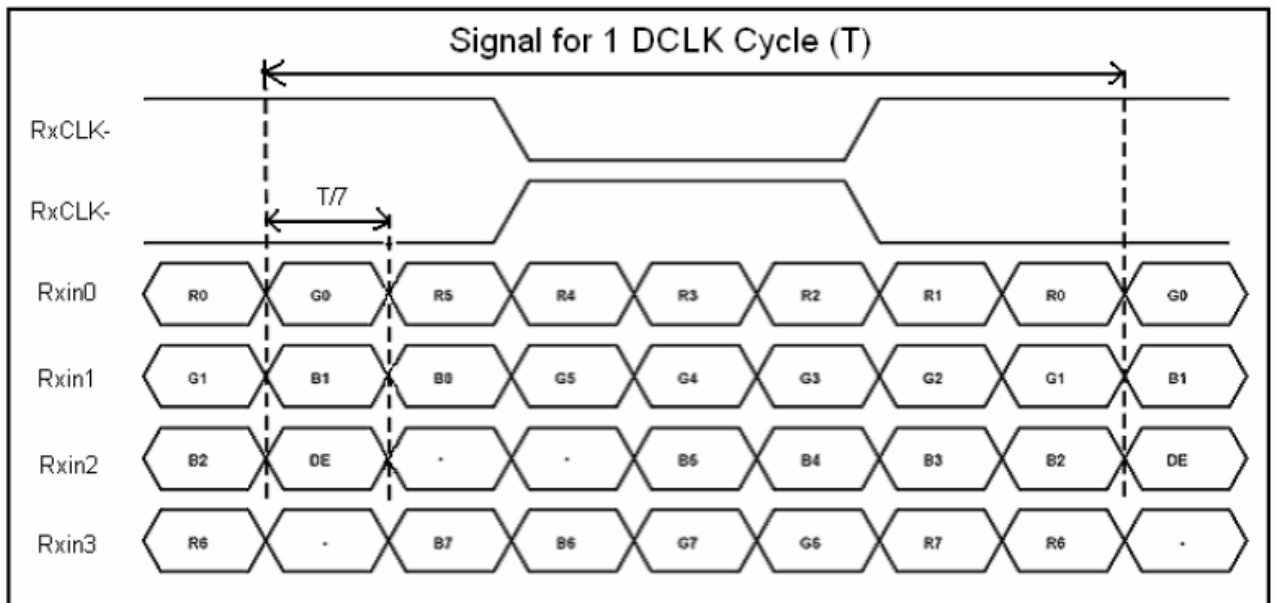 Signal for 1 DCLK Cycle (T)
RxCLK-
RxCLK-
T/7
Rxin0 R0 G0 R5 R4 R3 R2 R1 R0 G0
Rxin1 G1 B1 B0 G5 G4 G3 G2 G1 B1
Rxin2 B2 DE - - B5 B4 B3 B2 DE
Rxin3 R6 - B7 B6 G7 G6 R7 R6 -